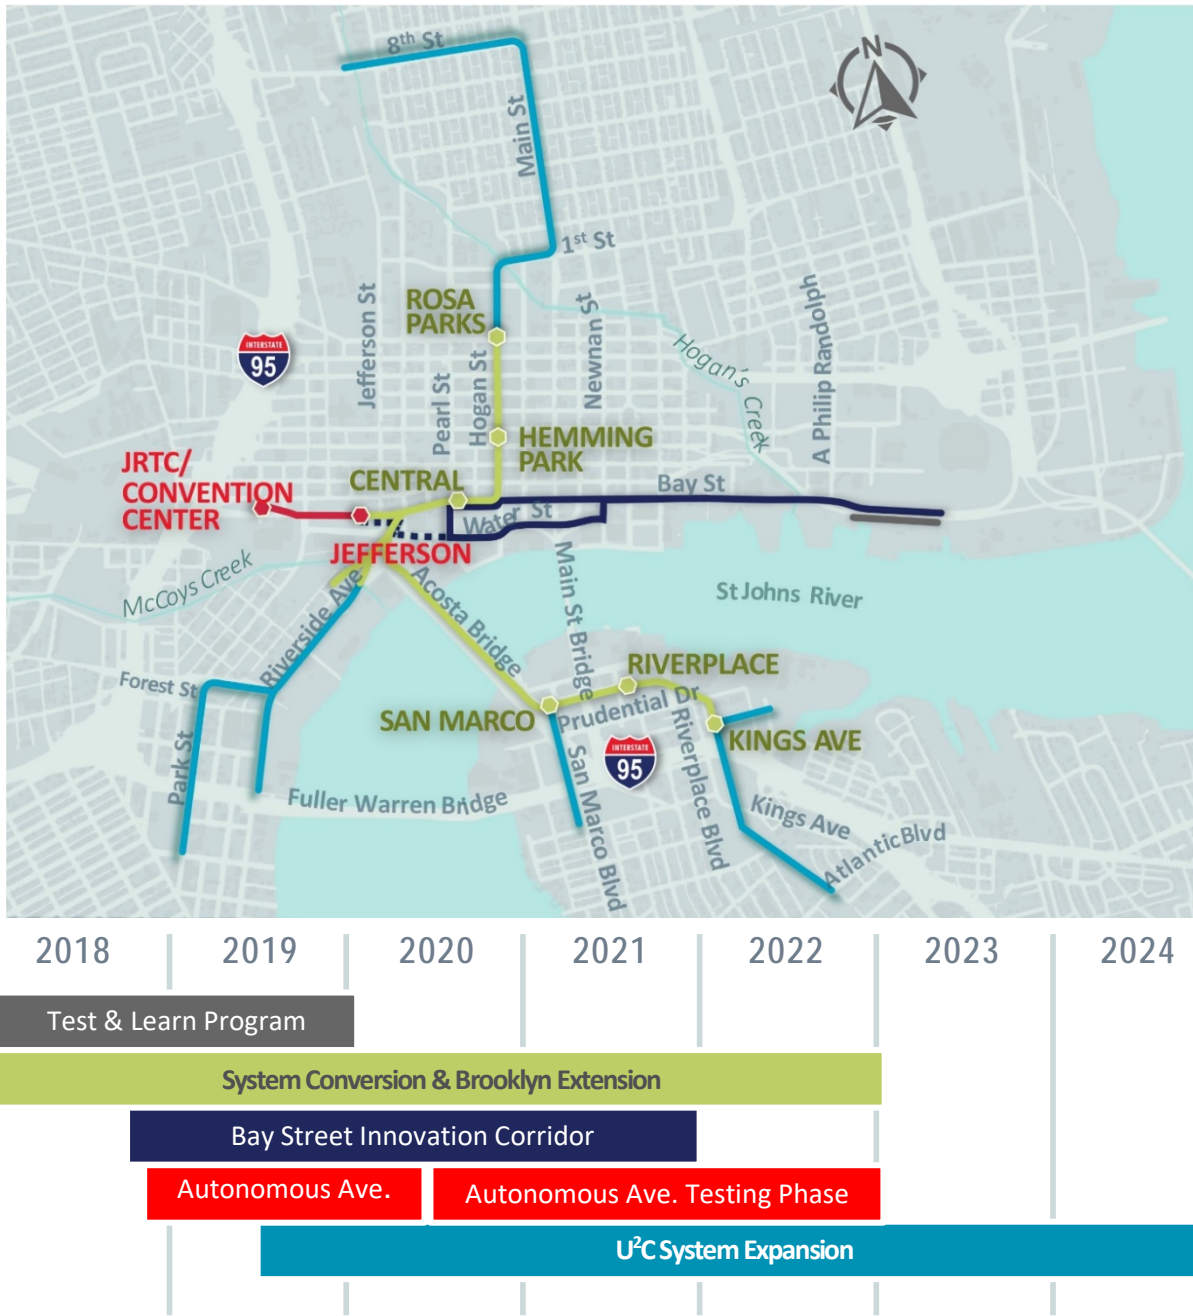 8th St
N
Main St
1st St
ROSA
PARKS
Jefferson St
Newnan St
A Philip Randolph
INTERSTATE
95
Hogan's Creek
Pearl St
Hogan St
HEMMING
PARK
JRTC/
CONVENTION
CENTER
CENTRAL
Bay St
Water St
JEFFERSON
McCoys Creek
Acosta Bridge
Main St Bridge
St Johns River
Riverside Ave
RIVERPLACE
Forest St
SAN MARCO
Prudential Dr
KINGS AVE
Park St
INTERSTATE
95
San Marco Blvd
Riverplace Blvd
Fuller Warren Bridge
Kings Ave
Atlantic Blvd
2018 2019 2020 2021 2022 2023 2024
Test & Learn Program
System Conversion & Brooklyn Extension
Bay Street Innovation Corridor
Autonomous Ave. Autonomous Ave. Testing Phase
U²C System Expansion